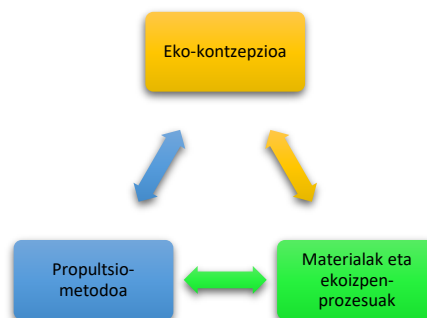 Eko-kontzepzioa
Propultsio-
metodoa
Materialak eta
ekoizpen-
prozesuak